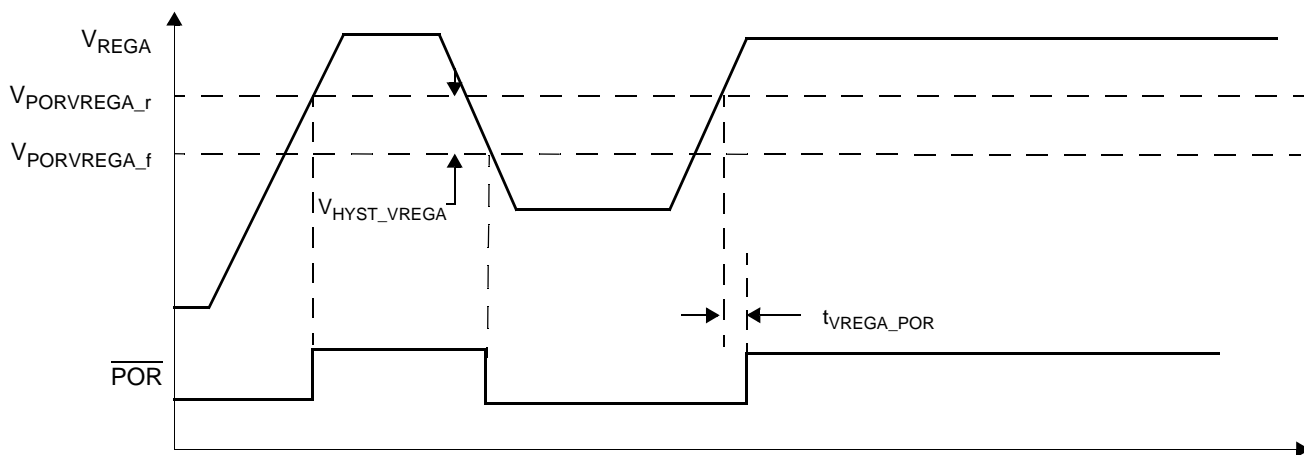 VREGA
VPORVREGA_r
VPORVREGA_f
VHYST_VREGA
tVREGA_POR
POR